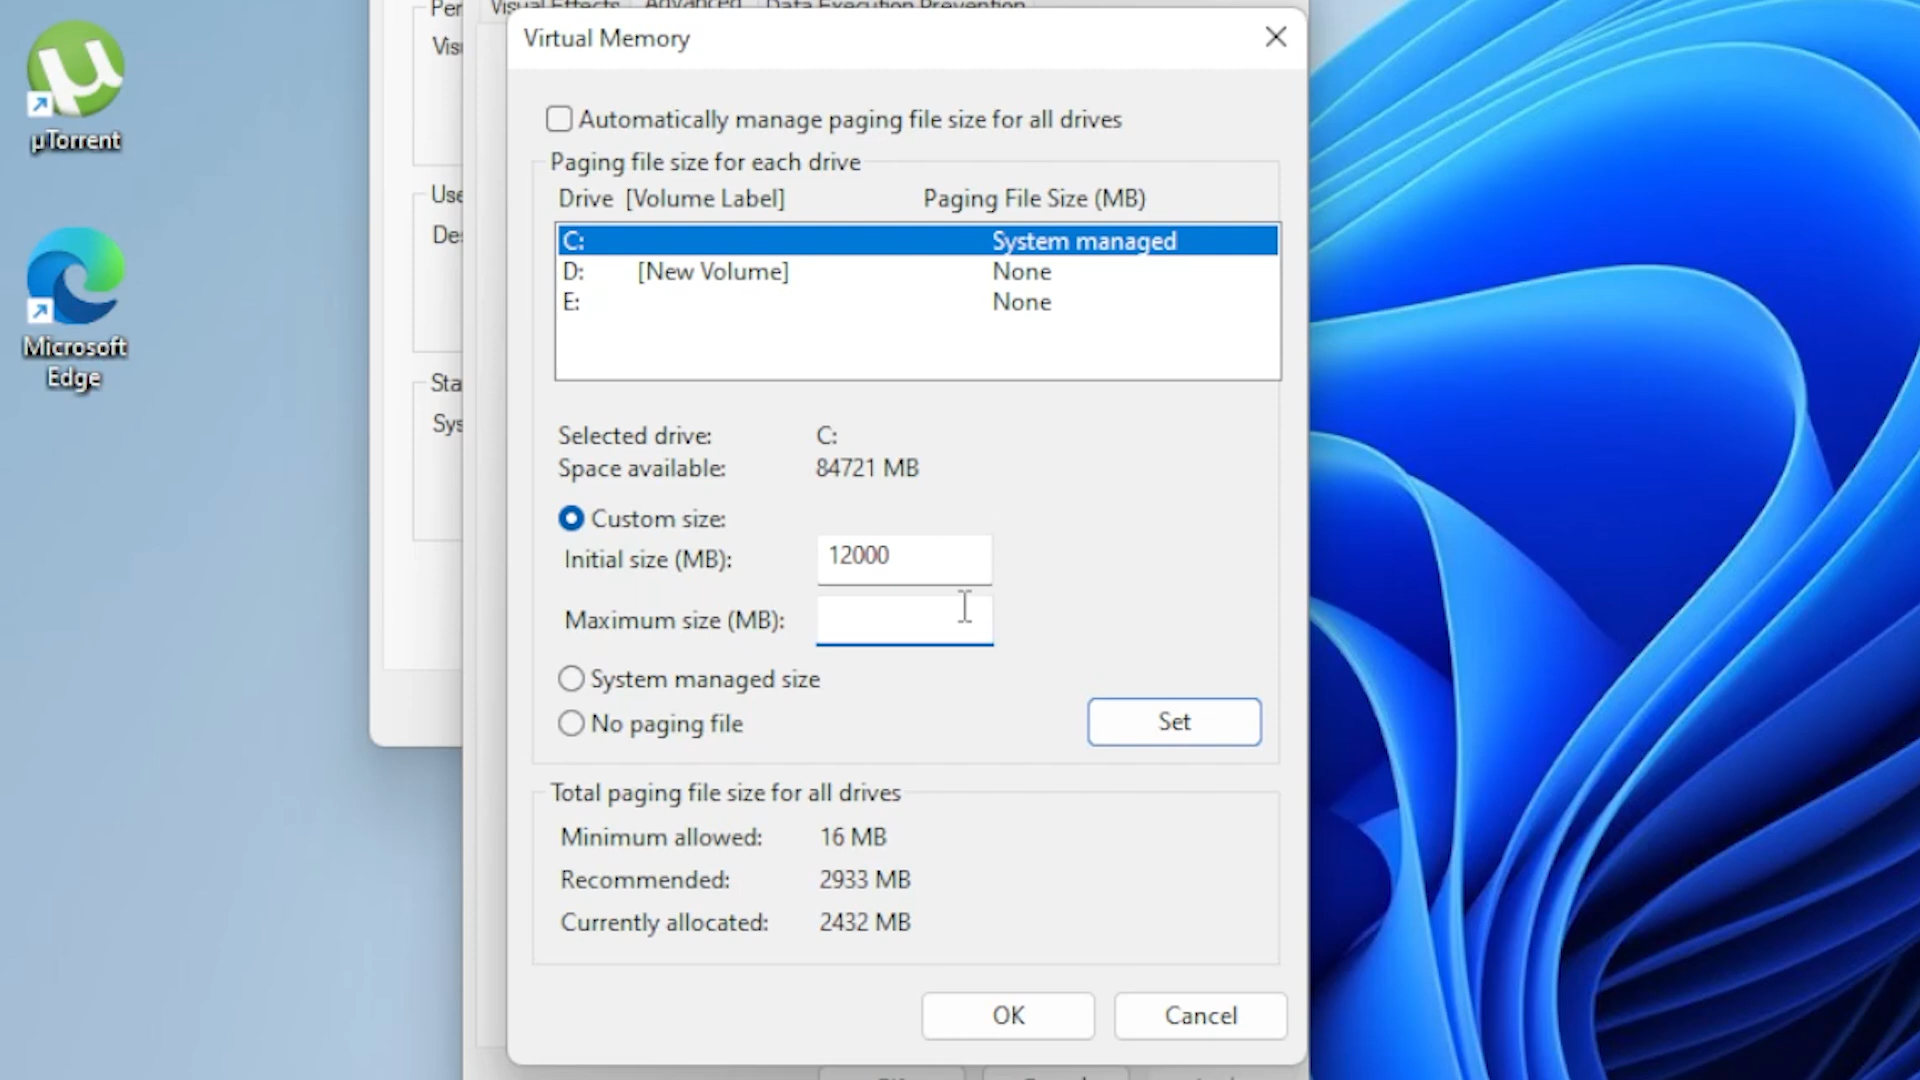 µTorrent
Microsoft
Edge
Per
Vis
Use
De
Sta
Sys
Visual Effects
Advanced
Data Execution Prevention
Virtual Memory
Automatically manage paging file size for all drives
Paging file size for each drive
Drive [Volume Label]
Paging File Size (MB)
C:
System managed
D:
[New Volume]
None
E:
None
Selected drive:
C:
Space available:
84721 MB
Custom size:
Initial size (MB):
12000
Maximum size (MB):
System managed size
No paging file
Set
Total paging file size for all drives
Minimum allowed:
16 MB
Recommended:
2933 MB
Currently allocated:
2432 MB
OK
Cancel